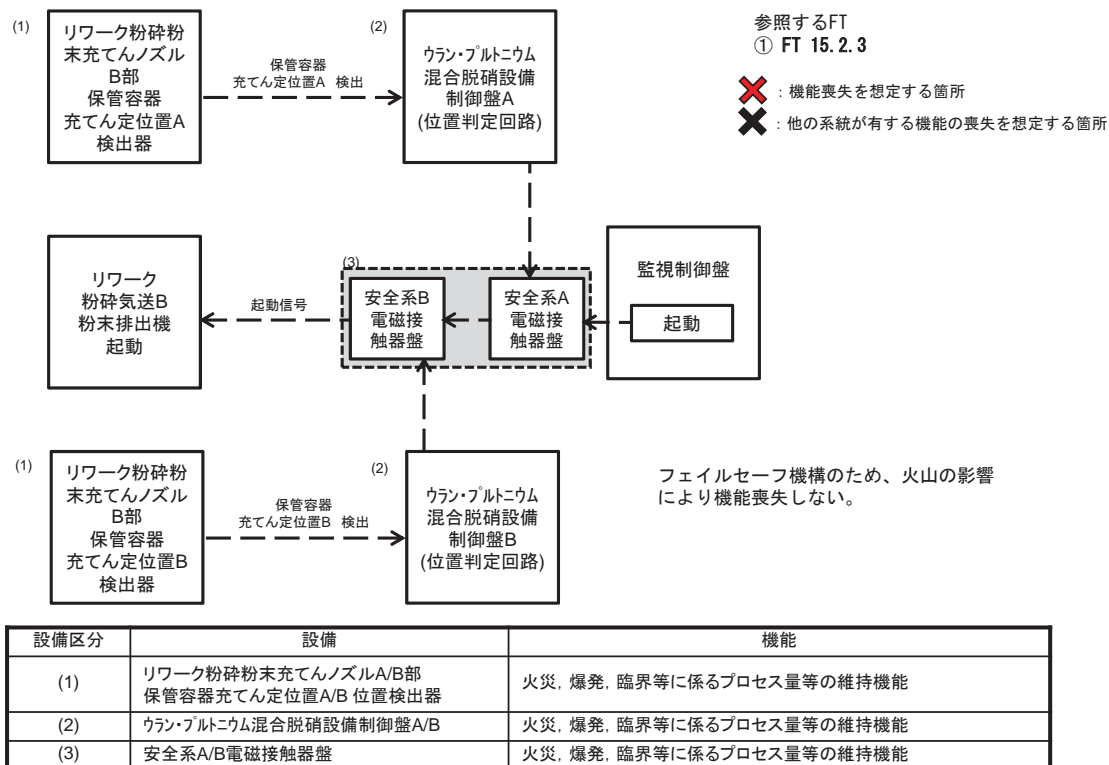 (1)
リワーク粉砕粉
末充てんノズル
B部
保管容器
充てん定位置A
検出器
保管容器
充てん定位置A 検出
(2)
ウラン・プルトニウム
混合脱硝設備
制御盤A
(位置判定回路)
参照するFT
① FT 15.2.3
：機能喪失を想定する箇所
：他の系統が有する機能の喪失を想定する箇所
リワーク
粉砕気送B
粉末排出機
起動
起動信号
(3)
安全系B
電磁接
触器盤
安全系A
電磁接
触器盤
監視制御盤
起動
(1)
リワーク粉砕粉
末充てんノズル
B部
保管容器
充てん定位置B
検出器
保管容器
充てん定位置B 検出
(2)
ウラン・プルトニウム
混合脱硝設備
制御盤B
(位置判定回路)
フェイルセーフ機構のため、火山の影響
により機能喪失しない。
設備区分 設備 機能
(1) リワーク粉砕粉末充てんノズルA/B部
保管容器充てん定位置A/B 位置検出器 火災，爆発，臨界等に係るプロセス量等の維持機能
(2) ウラン・プルトニウム混合脱硝設備制御盤A/B 火災，爆発，臨界等に係るプロセス量等の維持機能
(3) 安全系A/B電磁接触器盤 火災，爆発，臨界等に係るプロセス量等の維持機能